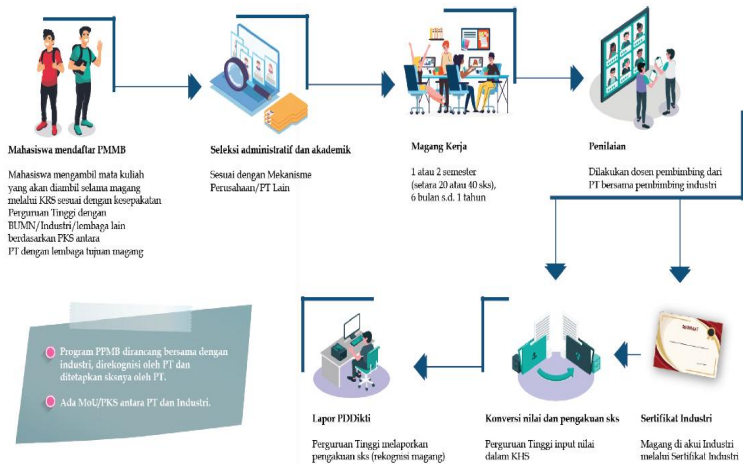 Mahasiswa mendaftar PMMB
Mahasiswa mengambil mata kuliah
yang akan diambil selama magang
melalui KRS sesuai dengan kesepakatan
Perguruan Tinggi dengan
BUMN/Industri/lembaga lain
berdasarkan PKS antara
PT dengan lembaga tujuan magang
Seleksi administratif dan akademik
Sesuai dengan Mekanisme
Perusahaan/PT Lain
Magang Kerja
1 atau 2 semester
(setara 20 atau 40 sks),
6 bulan s.d. 1 tahun
Penilaian
Dilakukan dosen pembimbing dari
PT bersama pembimbing industri
Program PPMB dirancang bersama dengan
industri, direkognisi oleh PT dan
ditetapkan sksnya oleh PT.
Ada MoU/PKS antara PT dan Industri.
Lapor PDDikti
Perguruan Tinggi melaporkan
pengakuan sks (rekognisi magang)
Konversi nilai dan pengakuan sks
Perguruan Tinggi input nilai
dalam KHS
Sertifikat Industri
Magang di akui Industri
melalui Sertifikat Industri